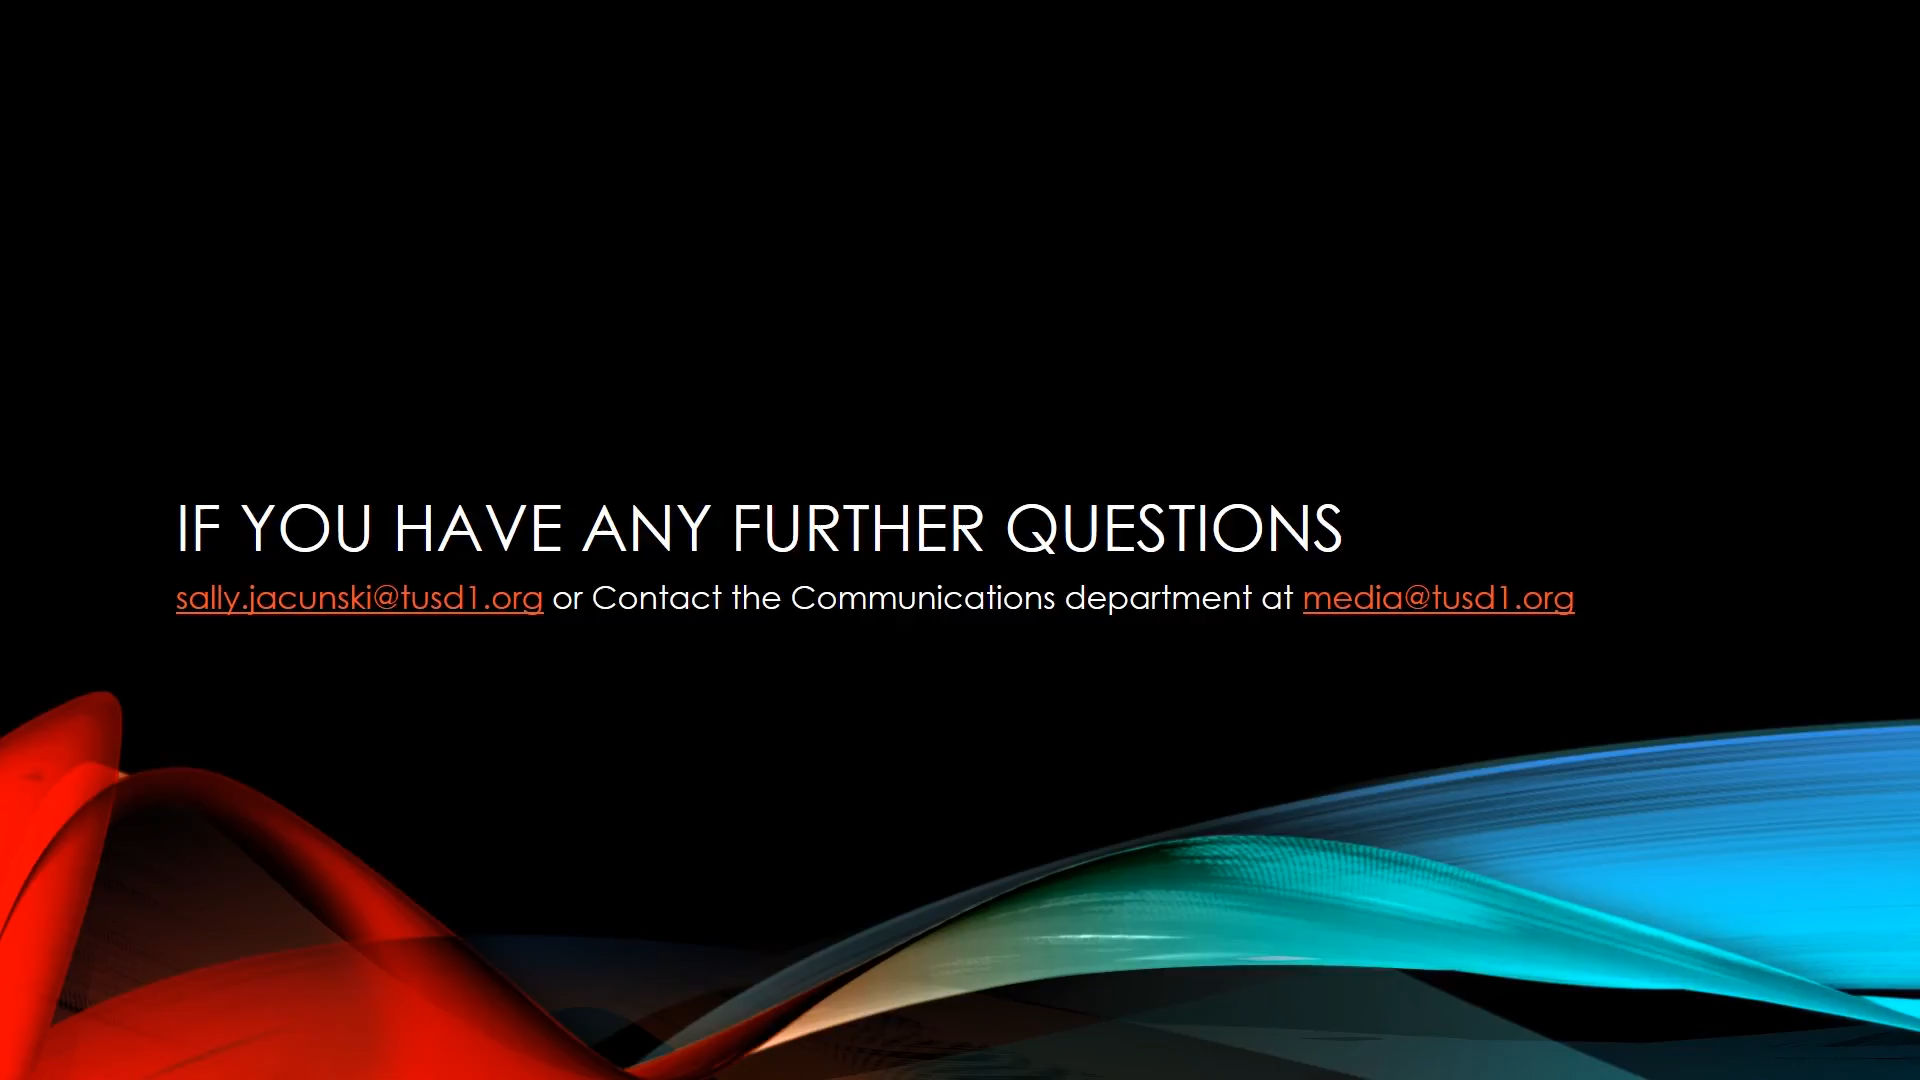 IF YOU HAVE ANY FURTHER QUESTIONS
sally.jacunski@tusd1.org or Contact the Communications department at media@tusd1.org